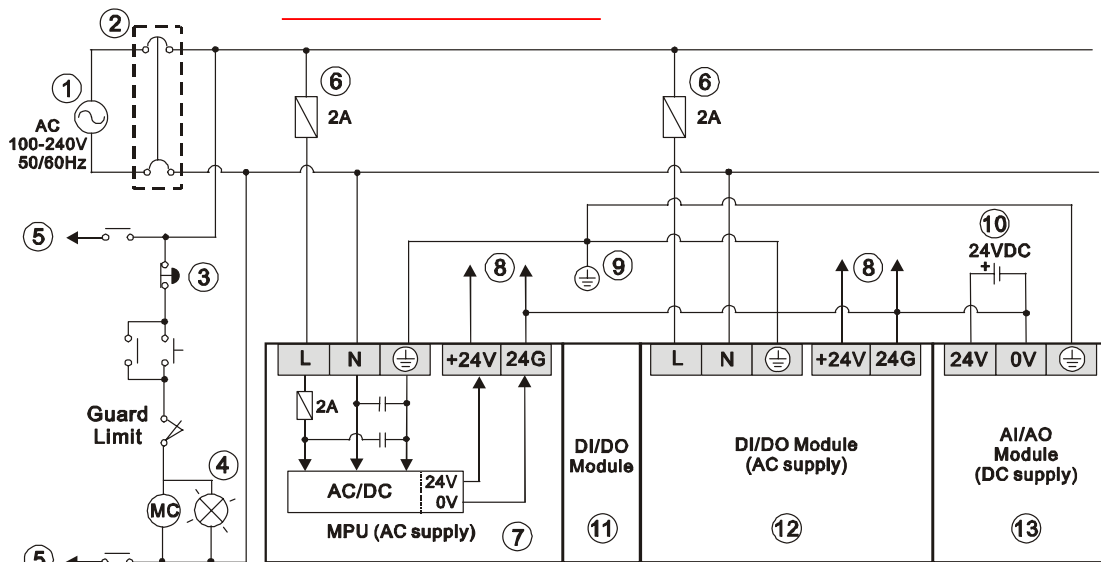 ②
①
AC
100-240V
50/60Hz
⑥
2A
⑥
2A
⑤
③
⑧
⑨
⑧
⑩
24VDC
+
L N +24V 24G
L N +24V 24G
24V 0V
Guard
Limit
④
MC
2A
AC/DC
24V
0V
MPU (AC supply)
⑦
DI/DO
Module
⑪
DI/DO Module
(AC supply)
⑫
AI/AO
Module
(DC supply)
⑬
⑤